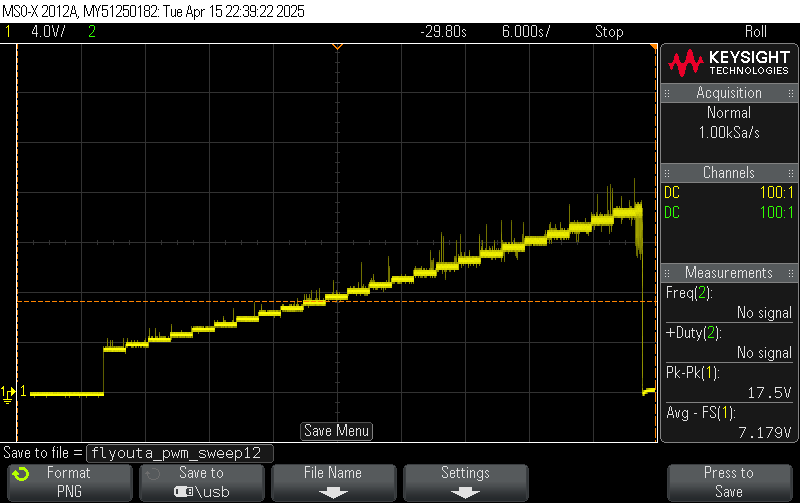 MSO-X 2012A, MY51250182: Tue Apr 15 22:39:22 2025
1 4.0V/ 2 -29.80s 6.000s/ Stop Roll
KEYSIGHT
TECHNOLOGIES
Acquisition
Normal
1.00kSa/s
Channels
DC 100:1
DC 100:1
Measurements
Freq(2):
No signal
+Duty(2):
No signal
Pk-Pk(1):
17.5V
Avg - FS(1):
7.179V
1 1
Save Menu
Save to file = flyouta_pwm_sweep12
Format
PNG
Save to
\usb
File Name
Settings
Press to
Save